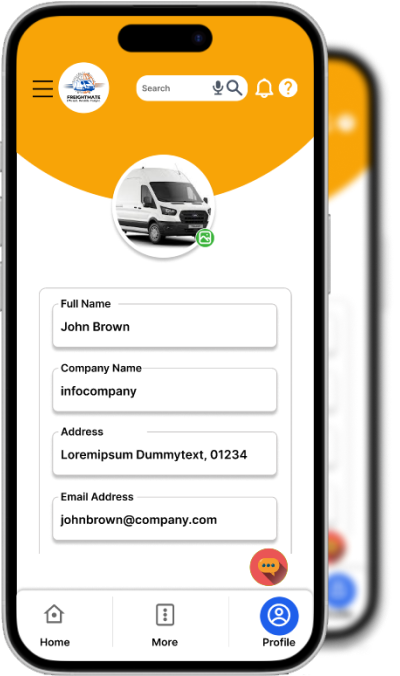 FREIGHTMATE
Search
?
Full Name
John Brown
Company Name
infocompany
Address
Loremipsum Dummytext, 01234
Email Address
johnbrown@company.com
Home
More
Profile